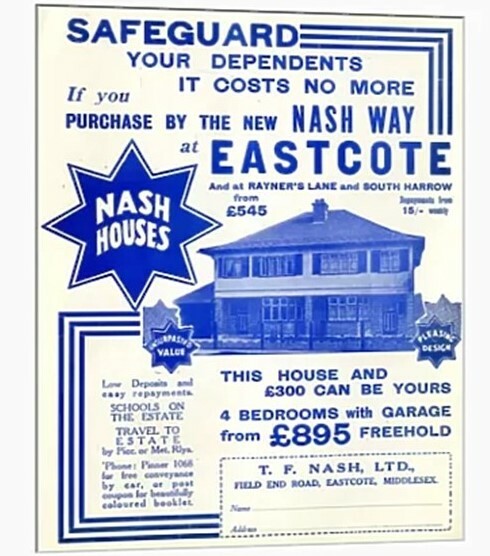 SAFEGUARD
YOUR DEPENDENTS
IT COSTS NO MORE
If you
PURCHASE BY THE NEW NASH WAY
at EASTCOTE
And at RAYNER'S LANE and SOUTH HARROW
from
£545
Repayments from
15/- weekly
NASH
HOUSES
UNSURPASSED
VALUE
PLEASING
DESIGN
THIS HOUSE AND
£300 CAN BE YOURS
4 BEDROOMS with GARAGE
from £895 FREEHOLD
Low Deposits and
easy repayments.
SCHOOLS ON
THE ESTATE
TRAVEL TO
ESTATE
by Picc. or Met. Rlys.
'Phone: Pinner 1068
for free conveyance
by car, or post
coupon for beautifully
coloured booklet.
T. F. NASH, LTD.,
FIELD END ROAD, EASTCOTE, MIDDLESEX.
Name
Address